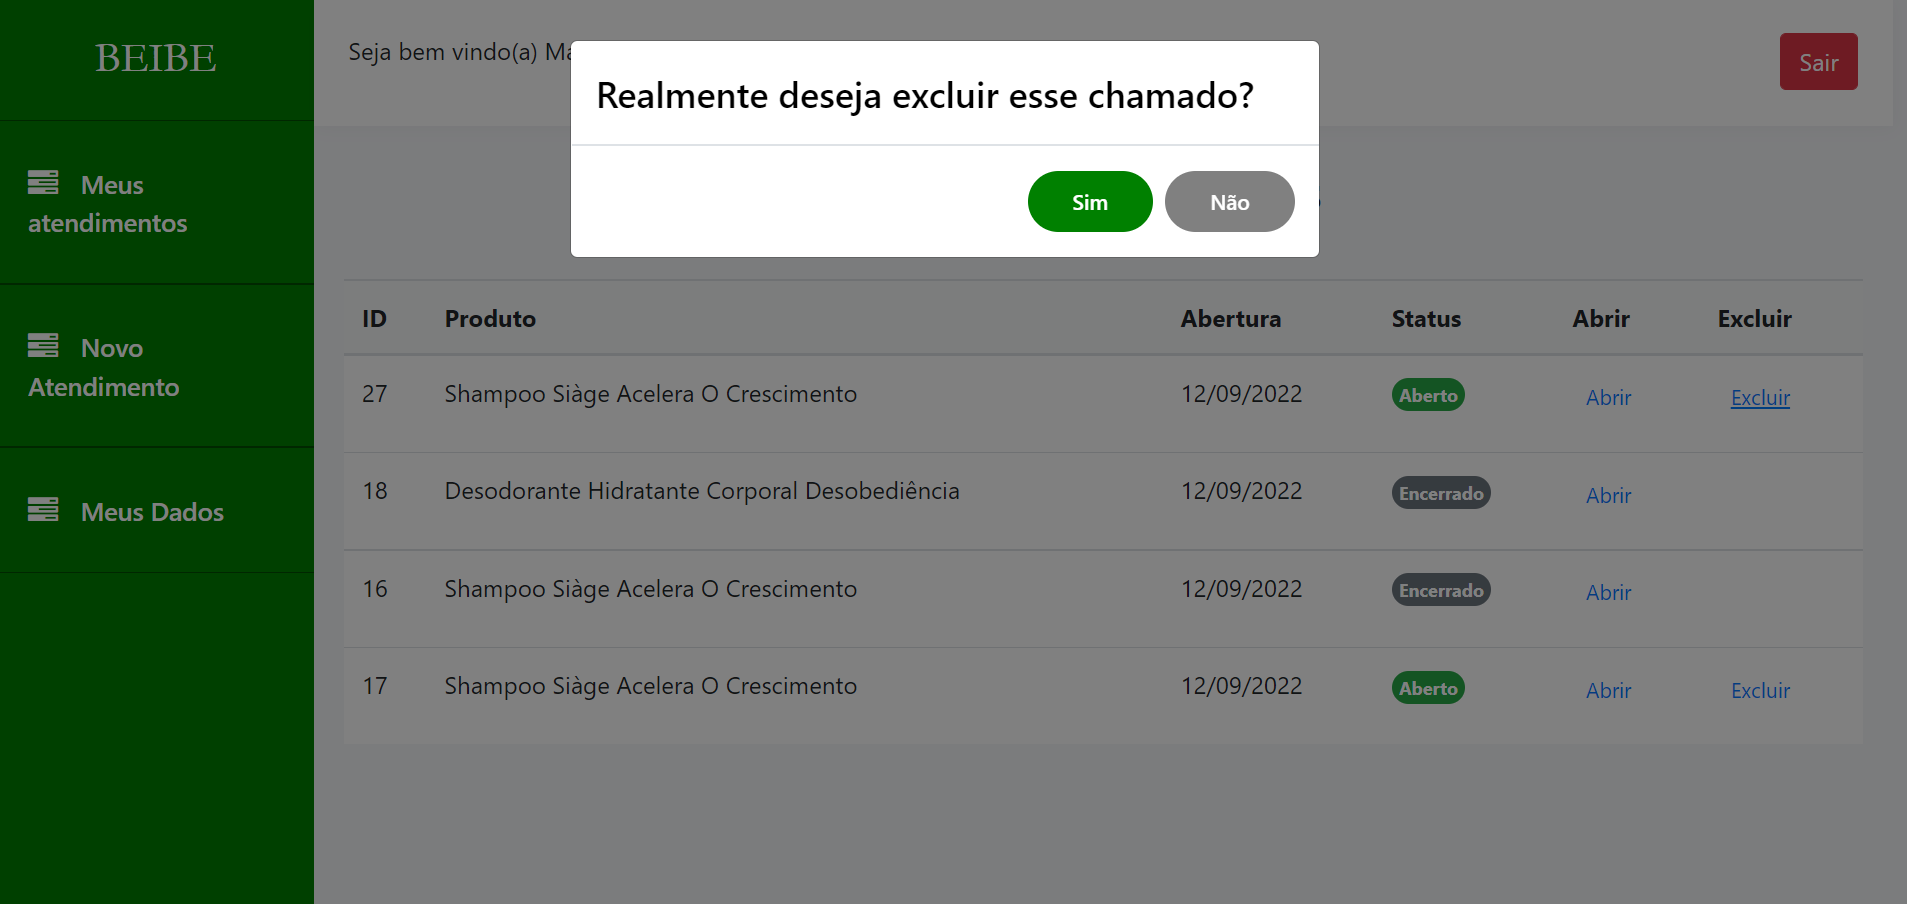 BEIBE
Seja bem vindo(a)
Sair
Realmente deseja excluir esse chamado?
Sim Não
Meus
atendimentos
Novo
Atendimento
Meus Dados
ID Produto Abertura Status Abrir Excluir
27 Shampoo Siàge Acelera O Crescimento 12/09/2022 Aberto Abrir Excluir
18 Desodorante Hidratante Corporal Desobediência 12/09/2022 Encerrado Abrir
16 Shampoo Siàge Acelera O Crescimento 12/09/2022 Encerrado Abrir
17 Shampoo Siàge Acelera O Crescimento 12/09/2022 Aberto Abrir Excluir